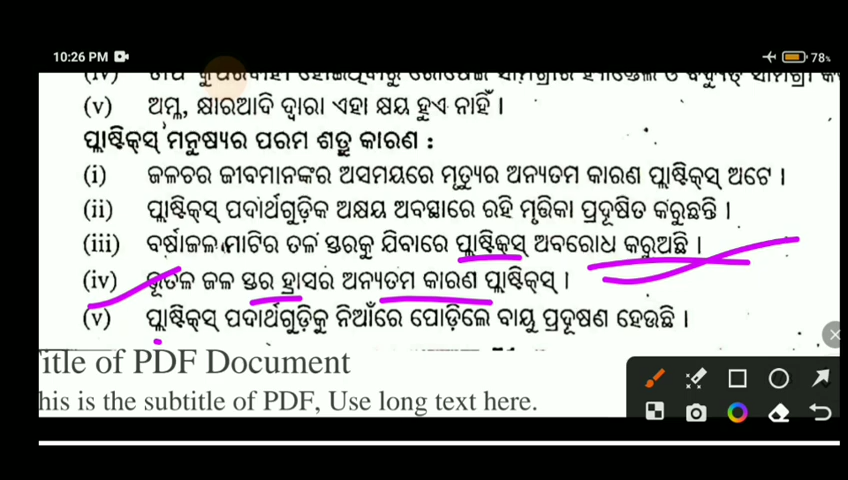 10:26 PM
78%
(v) ଅମ୍ଳ, କ୍ଷାରଆଦି ଦ୍ୱାରା ଏହା କ୍ଷୟ ହୁଏ ନାହିଁ ।
ପ୍ଲାଷ୍ଟିକ୍ସ୍ ମନୁଷ୍ୟର ପରମ ଶତ୍ରୁ କାରଣ :
(i) ଜଳଚର ଜୀବମାନଙ୍କର ଅସମୟରେ ମୃତ୍ୟୁର ଅନ୍ୟତମ କାରଣ ପ୍ଲାଷ୍ଟିକ୍ସ୍ ଅଟେ ।
(ii) ପ୍ଲାଷ୍ଟିକ୍ସ୍ ପଦାର୍ଥଗୁଡ଼ିକ ଅକ୍ଷୟ ଅବସ୍ଥାରେ ରହି ମୃତ୍ତିକା ପ୍ରଦୂଷିତ କରୁଛନ୍ତି ।
(iii) ବର୍ଷାଜଳ ମାଟିର ତଳ ସ୍ତରକୁ ଯିବାରେ ପ୍ଲାଷ୍ଟିକ୍ସ୍ ଅବରୋଧ କରୁଅଛି ।
(iv) ଭୂତଳ ଜଳ ସ୍ତର ହ୍ରାସର ଅନ୍ୟତମ କାରଣ ପ୍ଲାଷ୍ଟିକ୍ସ୍ ।
(v) ପ୍ଲାଷ୍ଟିକ୍ସ୍ ପଦାର୍ଥଗୁଡ଼ିକୁ ନିଆଁରେ ପୋଡ଼ିଲେ ବାୟୁ ପ୍ରଦୂଷଣ ହେଉଛି ।
itle of PDF Document
his is the subtitle of PDF, Use long text here.